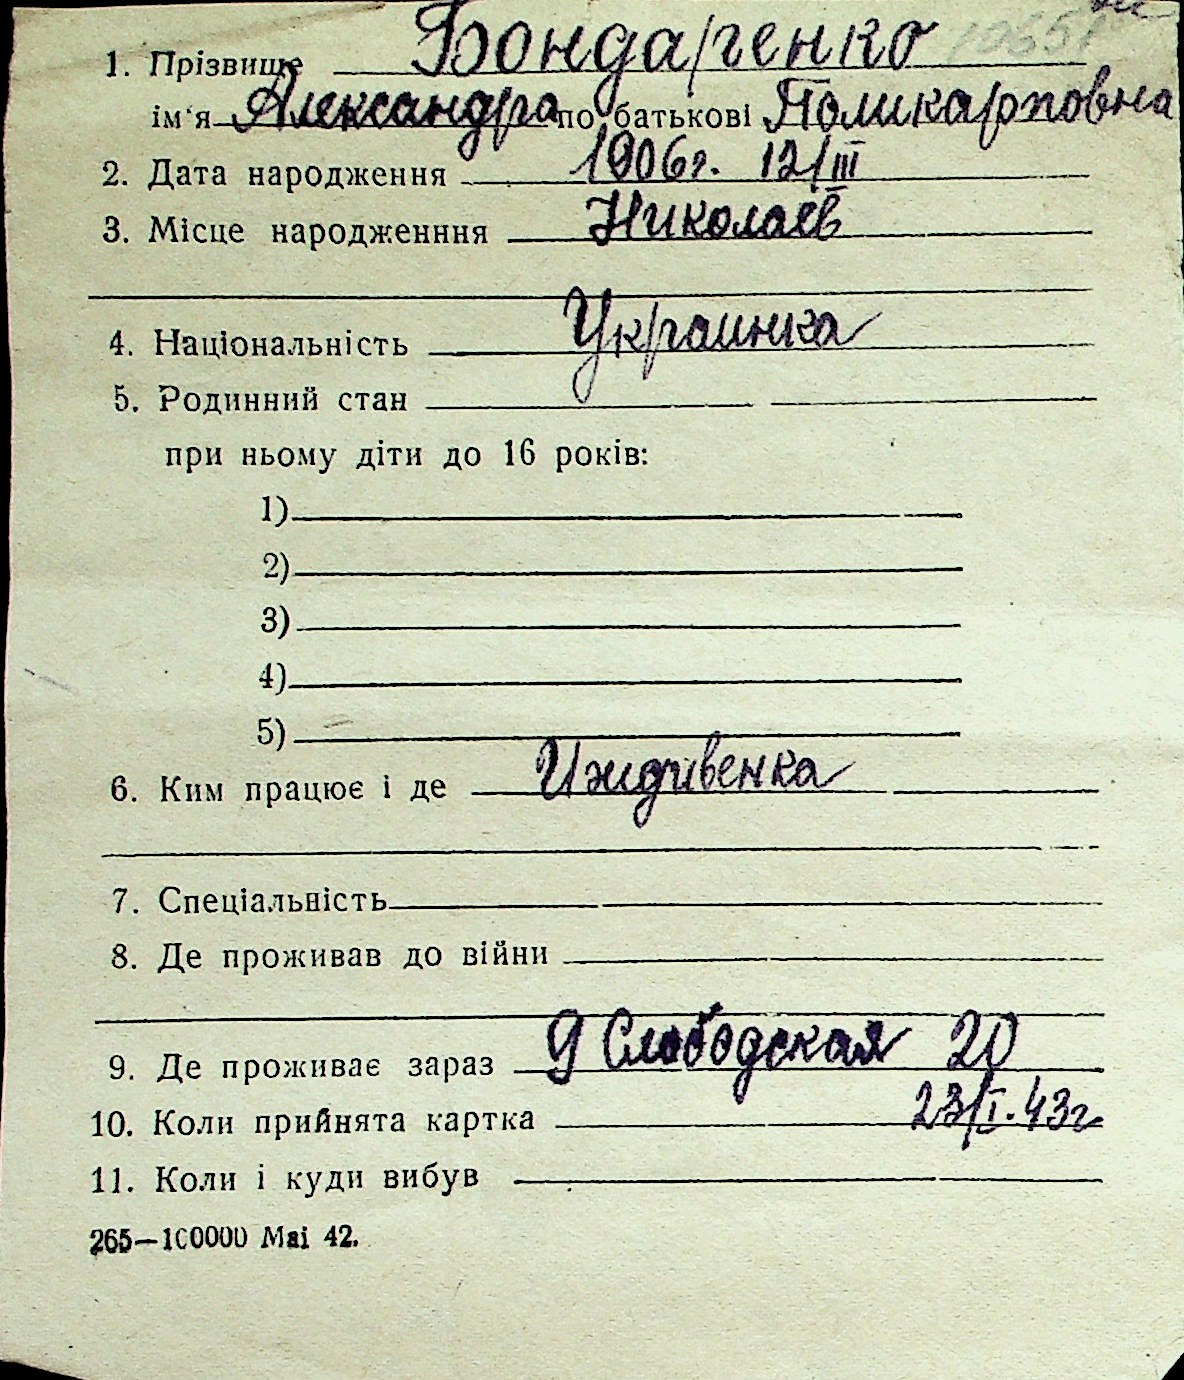 1. Прізвище Бондаренко
ім'я Александра по батькові Поликарповна
2. Дата народження 1906г. 12/III
3. Місце народженння Николаев
4. Національність Украинка
5. Родинний стан
при ньому діти до 16 років:
1)
2)
3)
4)
5)
6. Ким працює і де Иждивенка
7. Спеціальність
8. Де проживав до війни
9. Де проживає зараз 9 Слободская 20
10. Коли прийнята картка 23/I.43г
11. Коли і куди вибув
265—100000 Mai 42.